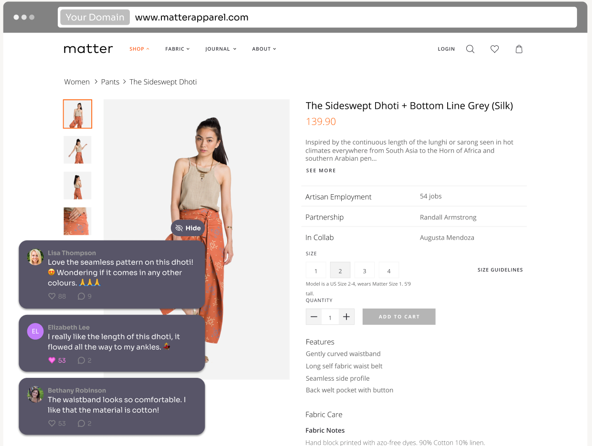 Your Domain www.matterapparel.com
matter SHOP FABRIC JOURNAL ABOUT LOGIN
Women > Pants > The Sideswept Dhoti
The Sideswept Dhoti + Bottom Line Grey (Silk)
139.90
Inspired by the continuous length of the lunghi or sarong seen in hot
climates everywhere from South Asia to the Horn of Africa and
southern Arabian pen...
SEE MORE
Artisan Employment 54 jobs
Partnership Randall Armstrong
In Collab Augusta Mendoza
SIZE
1 2 3 4 SIZE GUIDELINES
Model is a US Size 2-4, wears Matter Size 1, 5'9
tall.
QUANTITY
— 1 + ADD TO CART
Features
Gently curved waistband
Long self fabric waist belt
Seamless side profile
Back welt pocket with button
Fabric Care
Fabric Notes
Hand block printed with azo free dyes. 90% Cotton 10% linen.
Hide
Lisa Thompson
Love the seamless pattern on this dhoti!
😍 Wondering if it comes in any other
colours. 🙏🙏🙏
88 9
EL
Elizabeth Lee
I really like the length of this dhoti, it
flowed all the way to my ankles. 💃🏾
53 2
Bethany Robinson
The waistband looks so comfortable. I
like that the material is cotton!
53 2